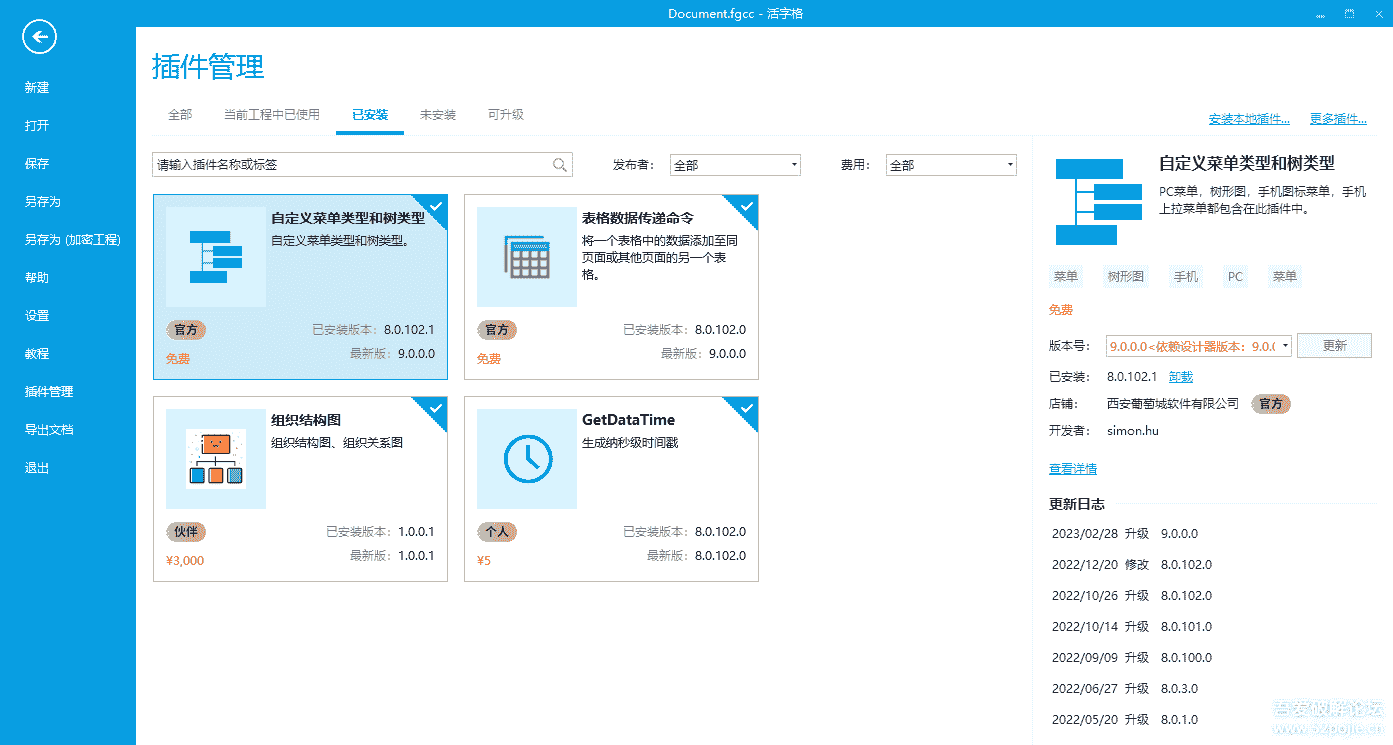 Document.fgcc - 活字格
新建
打开
保存
另存为
另存为 (加密工程)
帮助
设置
教程
插件管理
导出文档
退出
插件管理
全部 当前工程中已使用 已安装 未安装 可升级
安装本地插件... 更多插件...
请输入插件名称或标签
发布者： 全部
费用： 全部
自定义菜单类型和树类型
自定义菜单类型和树类型。
官方
已安装版本： 8.0.102.1
免费
最新版： 9.0.0.0
表格数据传递命令
将一个表格中的数据添加至同
页面或其他页面的另一个表
格。
官方
已安装版本： 8.0.102.0
免费
最新版： 9.0.0.0
组织结构图
组织结构图、组织关系图
伙伴
已安装版本： 1.0.0.1
¥3,000
最新版： 1.0.0.1
GetDataTime
生成纳秒级时间戳
个人
已安装版本： 8.0.102.0
¥5
最新版： 8.0.102.0
自定义菜单类型和树类型
PC菜单，树形图，手机图标菜单，手机
上拉菜单都包含在此插件中。
菜单 树形图 手机 PC 菜单
免费
版本号： 9.0.0.0<依赖设计器版本：9.0.( 更新
已安装： 8.0.102.1 卸载
店铺： 西安葡萄城软件有限公司 官方
开发者： simon.hu
查看详情
更新日志
2023/02/28 升级 9.0.0.0
2022/12/20 修改 8.0.102.0
2022/10/26 升级 8.0.102.0
2022/10/14 升级 8.0.101.0
2022/09/09 升级 8.0.100.0
2022/06/27 升级 8.0.3.0
2022/05/20 升级 8.0.1.0
吾爱破解论坛
www.52pojie.cn